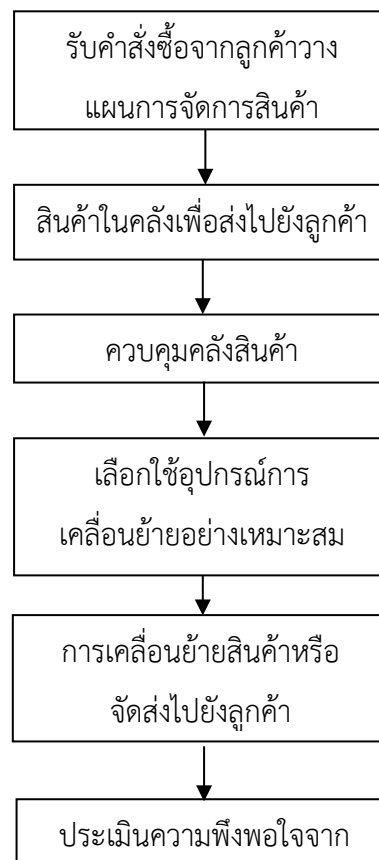 รับคำสั่งซื้อจากลูกค้าวาง
แผนการจัดการสินค้า
สินค้าในคลังเพื่อส่งไปยังลูกค้า
ควบคุมคลังสินค้า
เลือกใช้อุปกรณ์การ
เคลื่อนย้ายอย่างเหมาะสม
การเคลื่อนย้ายสินค้าหรือ
จัดส่งไปยังลูกค้า
ประเมินความพึงพอใจจาก